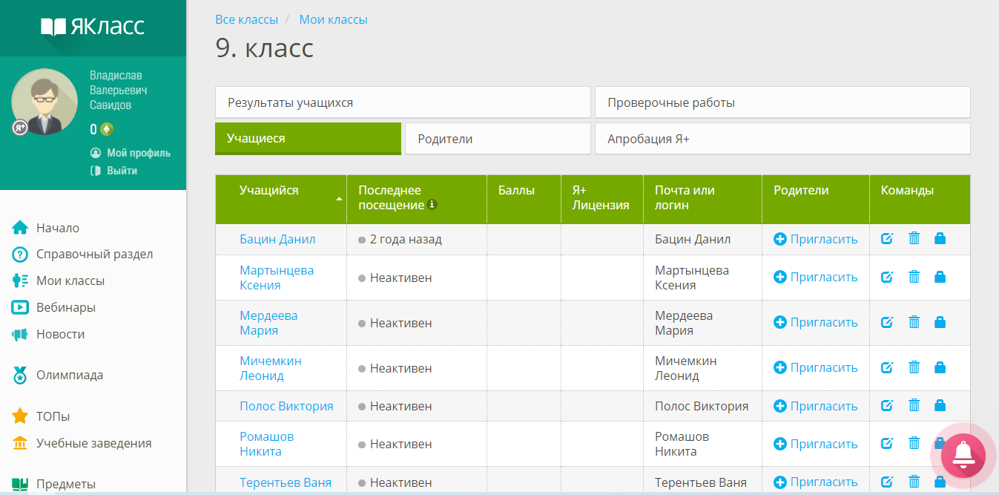 ЯКласс
Владислав
Валерьевич
Савидов
Я+
0
Мой профиль
Выйти
Начало
Справочный раздел
Мои классы
Вебинары
Новости
Олимпиада
ТОПы
Учебные заведения
Предметы
Все классы / Мои классы
9. класс
Результаты учащихся
Проверочные работы
Учащиеся
Родители
Апробация Я+
Учащийся
Последнее
посещение
Баллы
Я+
Лицензия
Почта или
логин
Родители
Команды
Бацин Данил
2 года назад
Бацин Данил
Пригласить
Мартынцева
Ксения
Неактивен
Мартынцева
Ксения
Пригласить
Мердеева
Мария
Неактивен
Мердеева
Мария
Пригласить
Мичемкин
Леонид
Неактивен
Мичемкин
Леонид
Пригласить
Полос Виктория
Неактивен
Полос Виктория
Пригласить
Ромашов
Никита
Неактивен
Ромашов
Никита
Пригласить
Терентьев Ваня
Неактивен
Терентьев Ваня
Пригласить